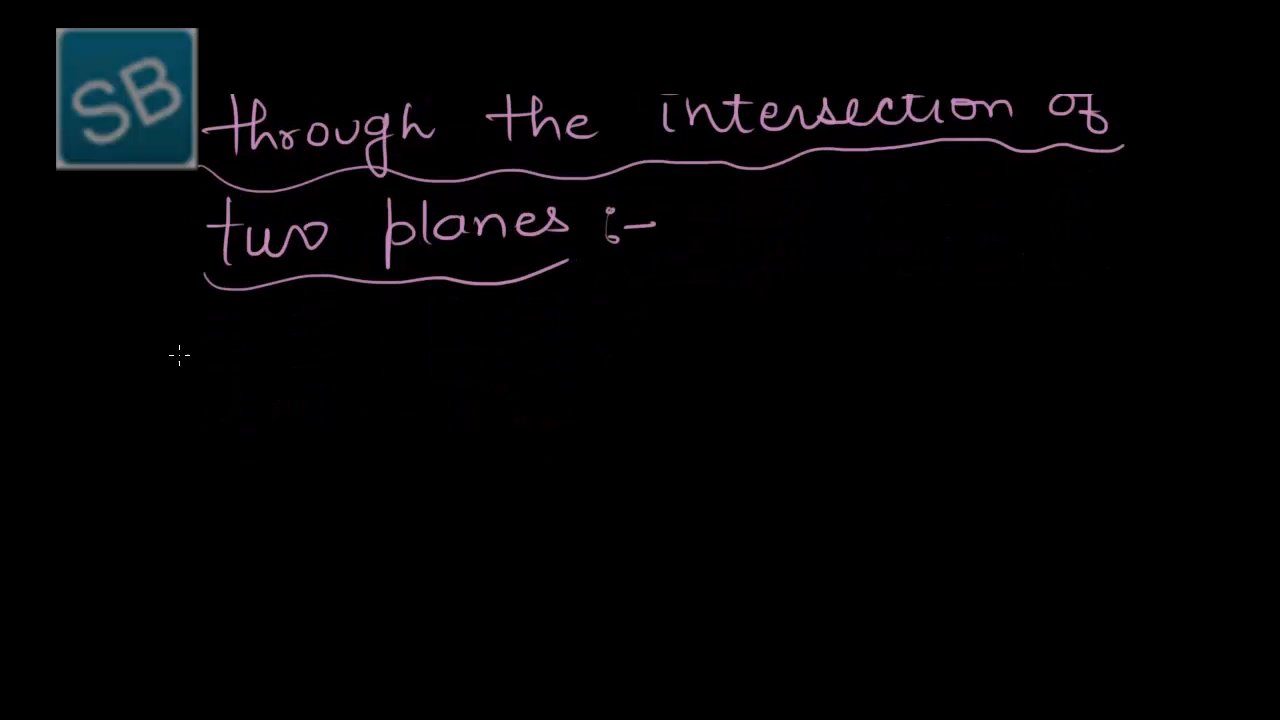 SB
through the intersection of
two planes :-